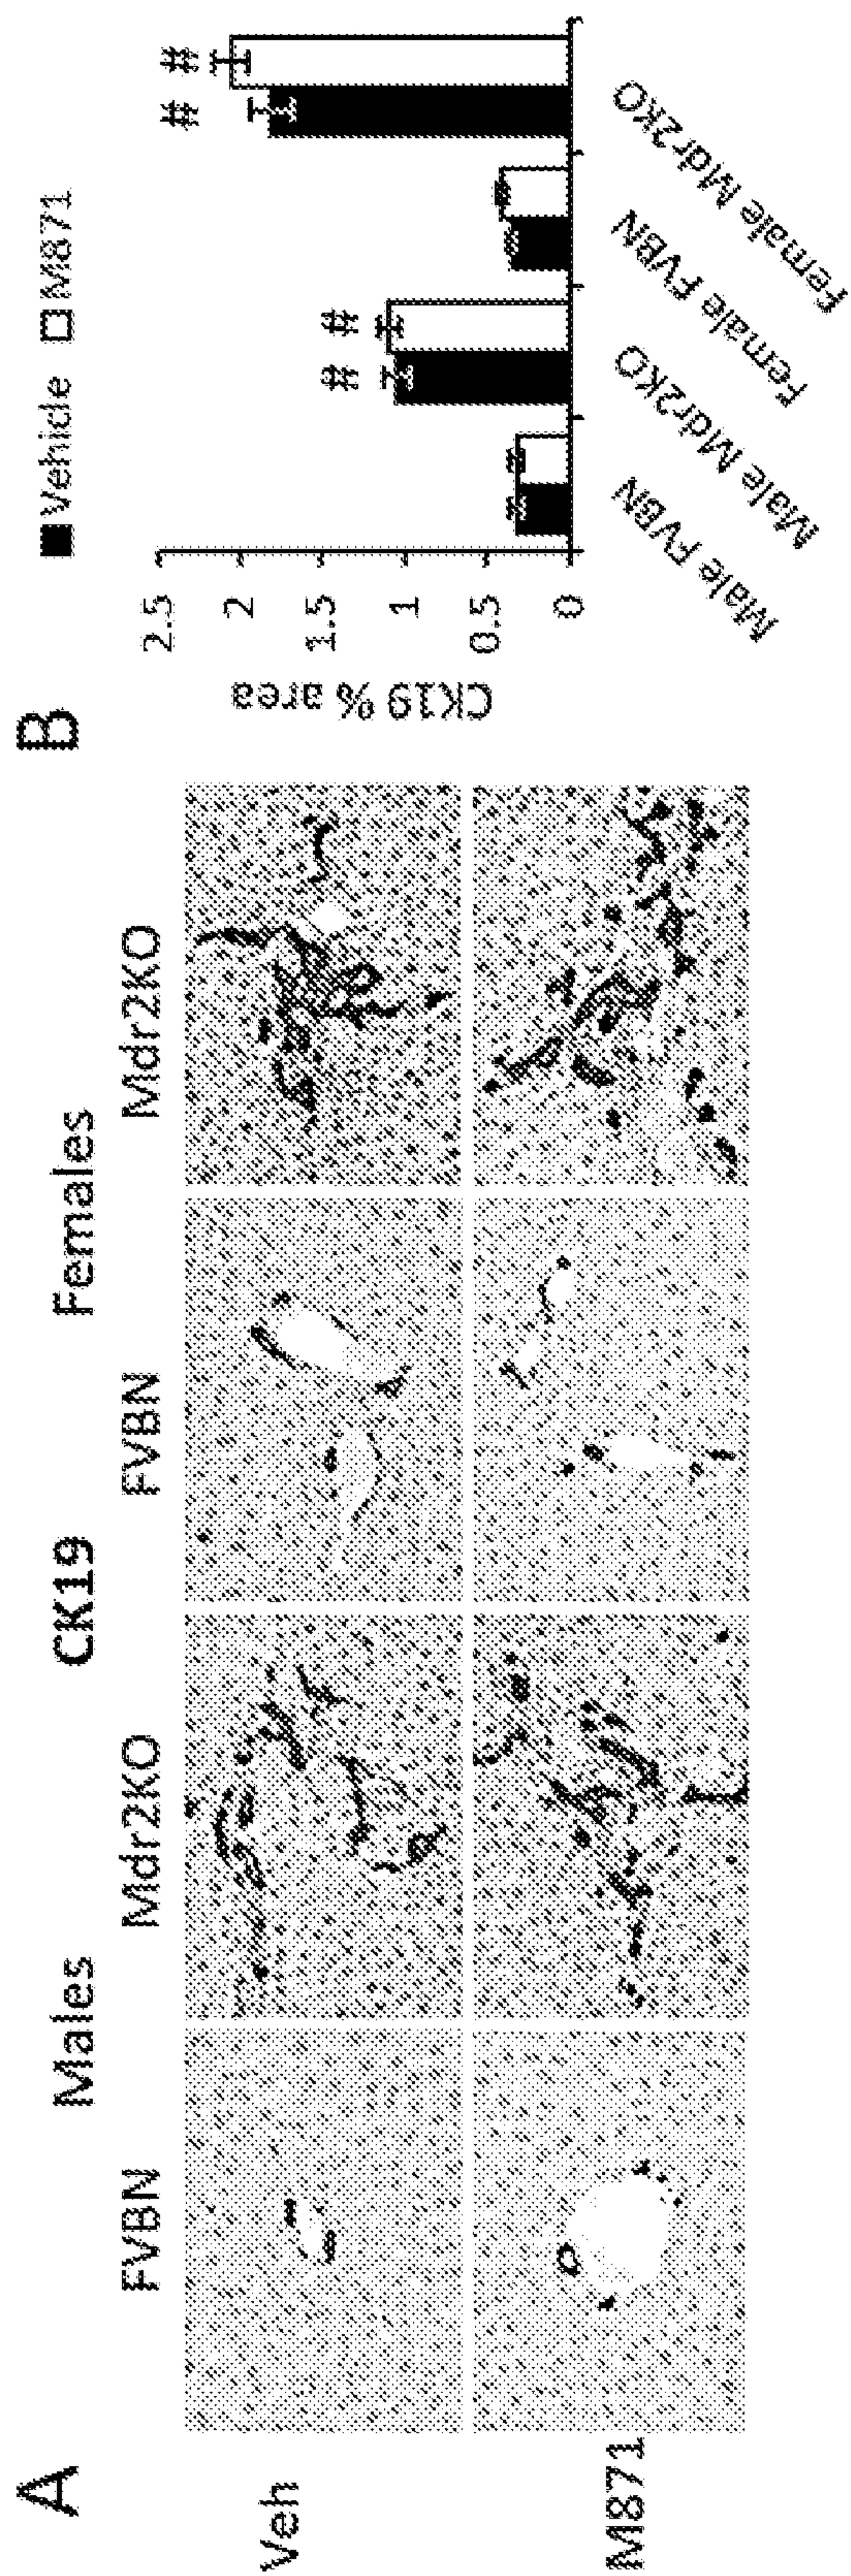 A
Males
CK19
Females
FVBN
Mdr2KO
FVBN
Mdr2KO
Veh
M871
B
Vehicle
M871
CK19 % area
2.5
2
1.5
1
0.5
0
#
#
#
#
Male FVBN
Male Mdr2KO
Female FVBN
Female Mdr2KO